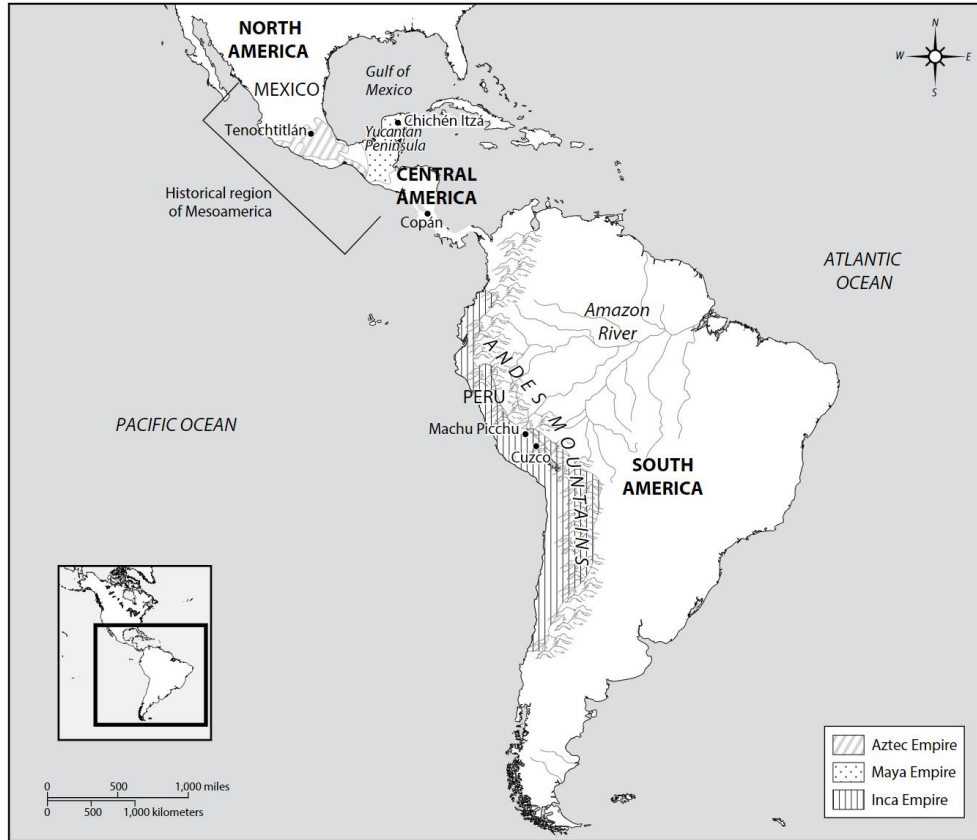 NORTH
AMERICA
MEXICO
Gulf of
Mexico
N
W
E
S
Tenochtitlán
Chichén Itzá
Yucantán
Peninsula
CENTRAL
AMERICA
Copán
Historical region
of Mesoamerica
ATLANTIC
OCEAN
Amazon
River
ANDES MOUNTAINS
PERU
PACIFIC OCEAN
Machu Picchu
Cuzco
SOUTH
AMERICA
0 500 1,000 miles
0 500 1,000 kilometers
Aztec Empire
Maya Empire
Inca Empire